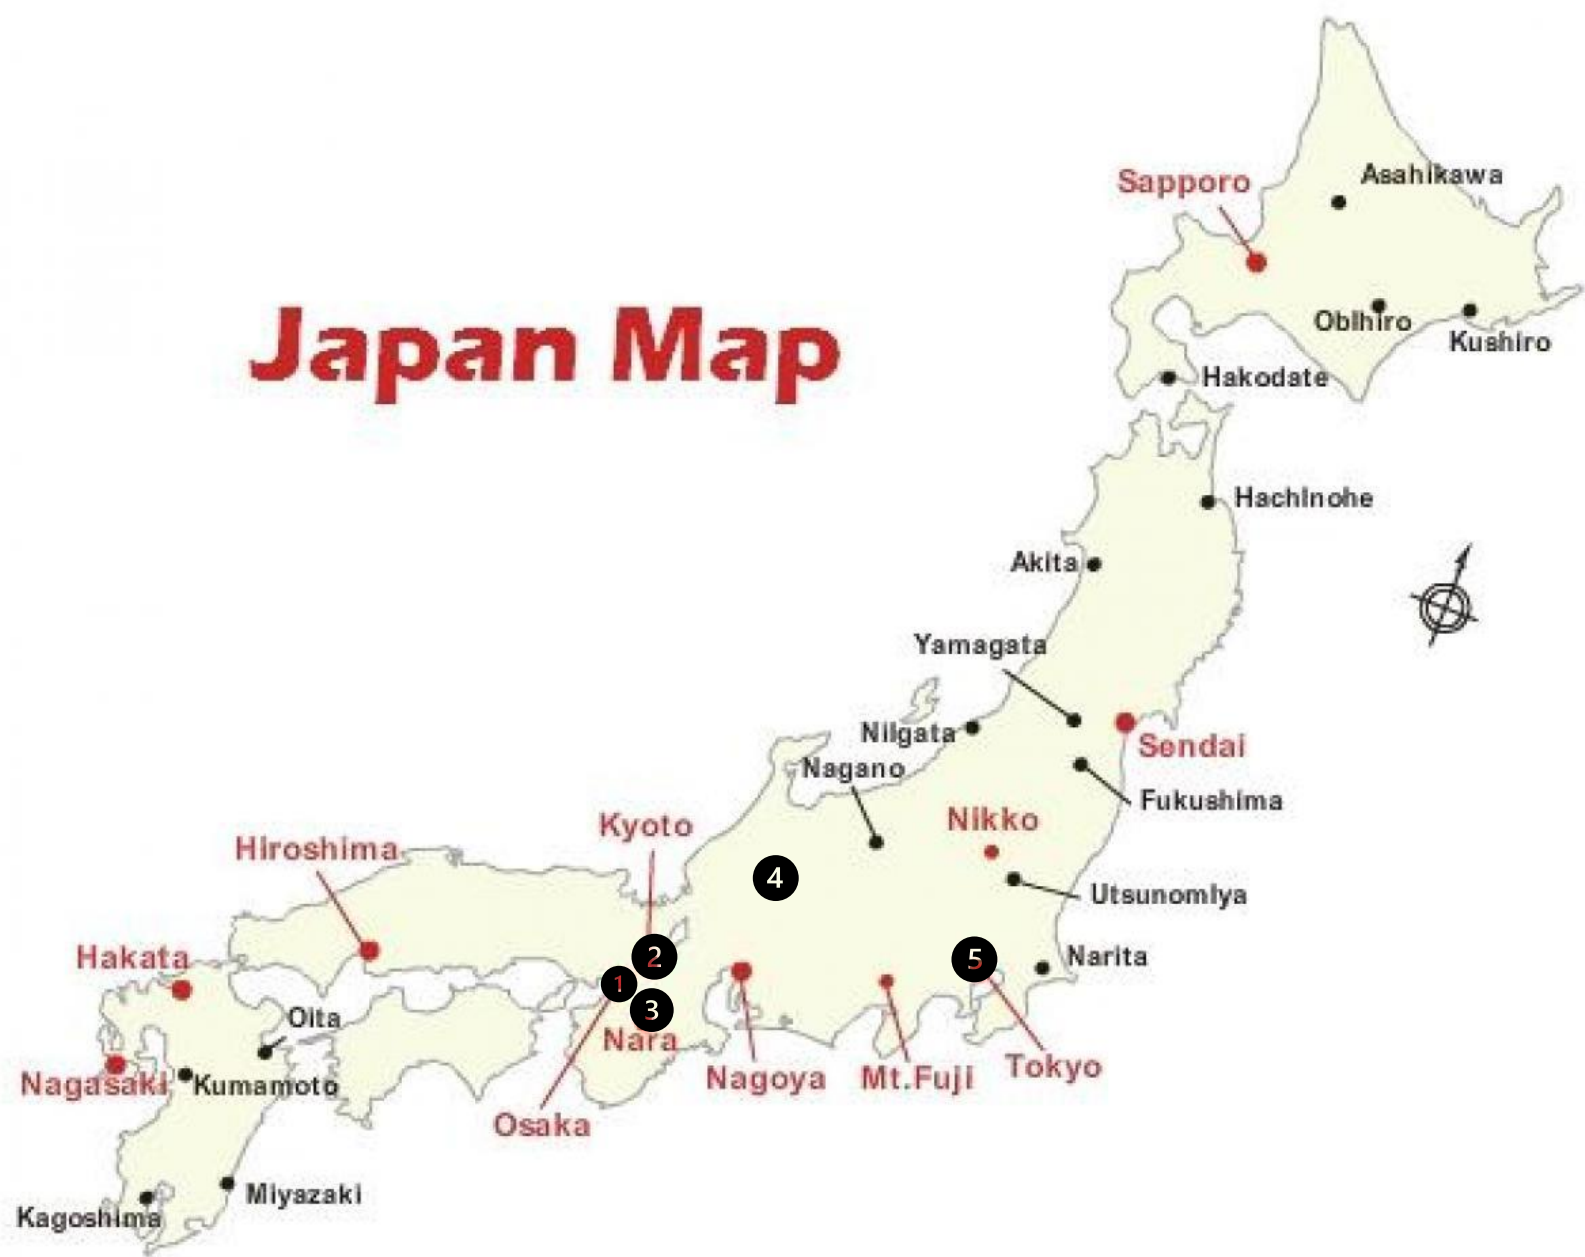 Sapporo
Asahikawa
Obihiro
Kushiro
Hakodate
Japan Map
Hachinohe
Akita
Yamagata
Niigata
Sendai
Nagano
Fukushima
Kyoto
Nikko
Hiroshima
4
Utsunomiya
Hakata
2
5
Narita
1
3
Oita
Nara
Nagasaki
Kumamoto
Nagoya
Mt.Fuji
Tokyo
Osaka
Miyazaki
Kagoshima